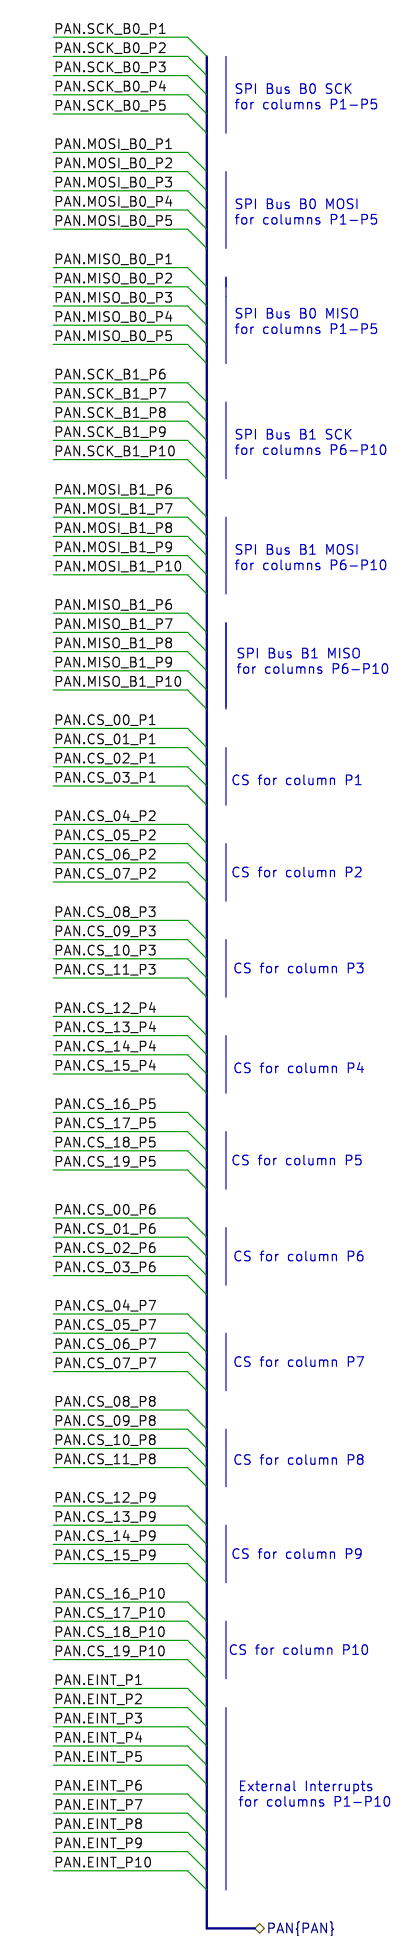 PAN.SCK_B0_P1
PAN.SCK_B0_P2
PAN.SCK_B0_P3
PAN.SCK_B0_P4
PAN.SCK_B0_P5
SPI Bus B0 SCK
for columns P1-P5
PAN.MOSI_B0_P1
PAN.MOSI_B0_P2
PAN.MOSI_B0_P3
PAN.MOSI_B0_P4
PAN.MOSI_B0_P5
SPI Bus B0 MOSI
for columns P1-P5
PAN.MISO_B0_P1
PAN.MISO_B0_P2
PAN.MISO_B0_P3
PAN.MISO_B0_P4
PAN.MISO_B0_P5
SPI Bus B0 MISO
for columns P1-P5
PAN.SCK_B1_P6
PAN.SCK_B1_P7
PAN.SCK_B1_P8
PAN.SCK_B1_P9
PAN.SCK_B1_P10
SPI Bus B1 SCK
for columns P6-P10
PAN.MOSI_B1_P6
PAN.MOSI_B1_P7
PAN.MOSI_B1_P8
PAN.MOSI_B1_P9
PAN.MOSI_B1_P10
SPI Bus B1 MOSI
for columns P6-P10
PAN.MISO_B1_P6
PAN.MISO_B1_P7
PAN.MISO_B1_P8
PAN.MISO_B1_P9
PAN.MISO_B1_P10
SPI Bus B1 MISO
for columns P6-P10
PAN.CS_00_P1
PAN.CS_01_P1
PAN.CS_02_P1
PAN.CS_03_P1
CS for column P1
PAN.CS_04_P2
PAN.CS_05_P2
PAN.CS_06_P2
PAN.CS_07_P2
CS for column P2
PAN.CS_08_P3
PAN.CS_09_P3
PAN.CS_10_P3
PAN.CS_11_P3
CS for column P3
PAN.CS_12_P4
PAN.CS_13_P4
PAN.CS_14_P4
PAN.CS_15_P4
CS for column P4
PAN.CS_16_P5
PAN.CS_17_P5
PAN.CS_18_P5
PAN.CS_19_P5
CS for column P5
PAN.CS_00_P6
PAN.CS_01_P6
PAN.CS_02_P6
PAN.CS_03_P6
CS for column P6
PAN.CS_04_P7
PAN.CS_05_P7
PAN.CS_06_P7
PAN.CS_07_P7
CS for column P7
PAN.CS_08_P8
PAN.CS_09_P8
PAN.CS_10_P8
PAN.CS_11_P8
CS for column P8
PAN.CS_12_P9
PAN.CS_13_P9
PAN.CS_14_P9
PAN.CS_15_P9
CS for column P9
PAN.CS_16_P10
PAN.CS_17_P10
PAN.CS_18_P10
PAN.CS_19_P10
CS for column P10
PAN.EINT_P1
PAN.EINT_P2
PAN.EINT_P3
PAN.EINT_P4
PAN.EINT_P5
PAN.EINT_P6
PAN.EINT_P7
PAN.EINT_P8
PAN.EINT_P9
PAN.EINT_P10
External Interrupts
for columns P1-P10
PAN{PAN}